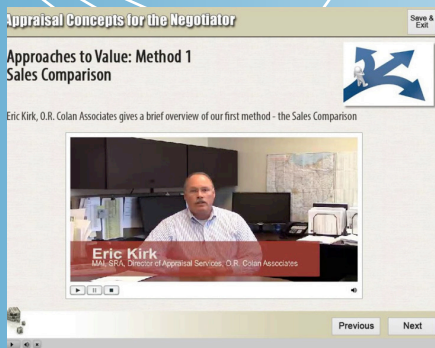 Appraisal Concepts for the Negotiator
Save &
Exit
Approaches to Value: Method 1
Sales Comparison
Eric Kirk, O.R. Colan Associates gives a brief overview of our first method - the Sales Comparison
Eric Kirk
MAI, SRA, Director of Appraisal Services, O.R. Colan Associates
Previous
Next